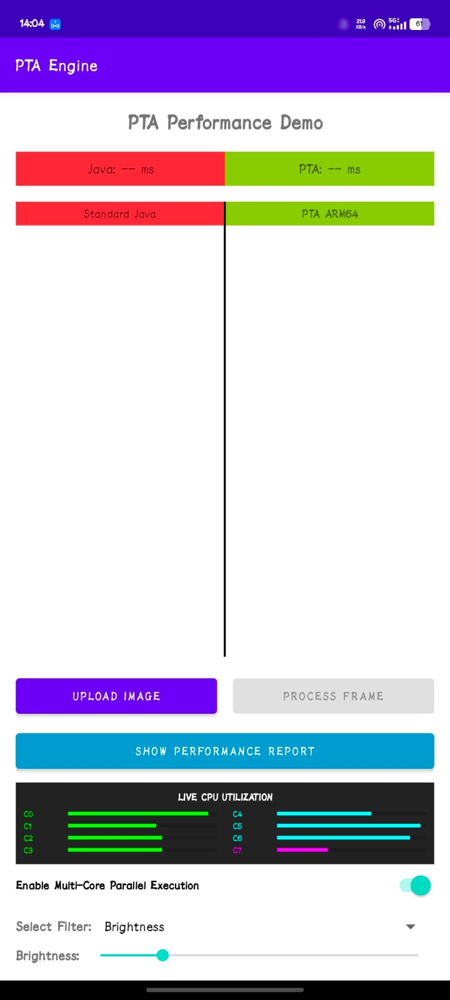 14:04
21.9 KB/s 5G 61
PTA Engine
PTA Performance Demo
Java: -- ms
PTA: -- ms
Standard Java
PTA ARM64
UPLOAD IMAGE
PROCESS FRAME
SHOW PERFORMANCE REPORT
LIVE CPU UTILIZATION
C0
C1
C2
C3
C4
C5
C6
C7
Enable Multi-Core Parallel Execution
Select Filter: Brightness
Brightness: